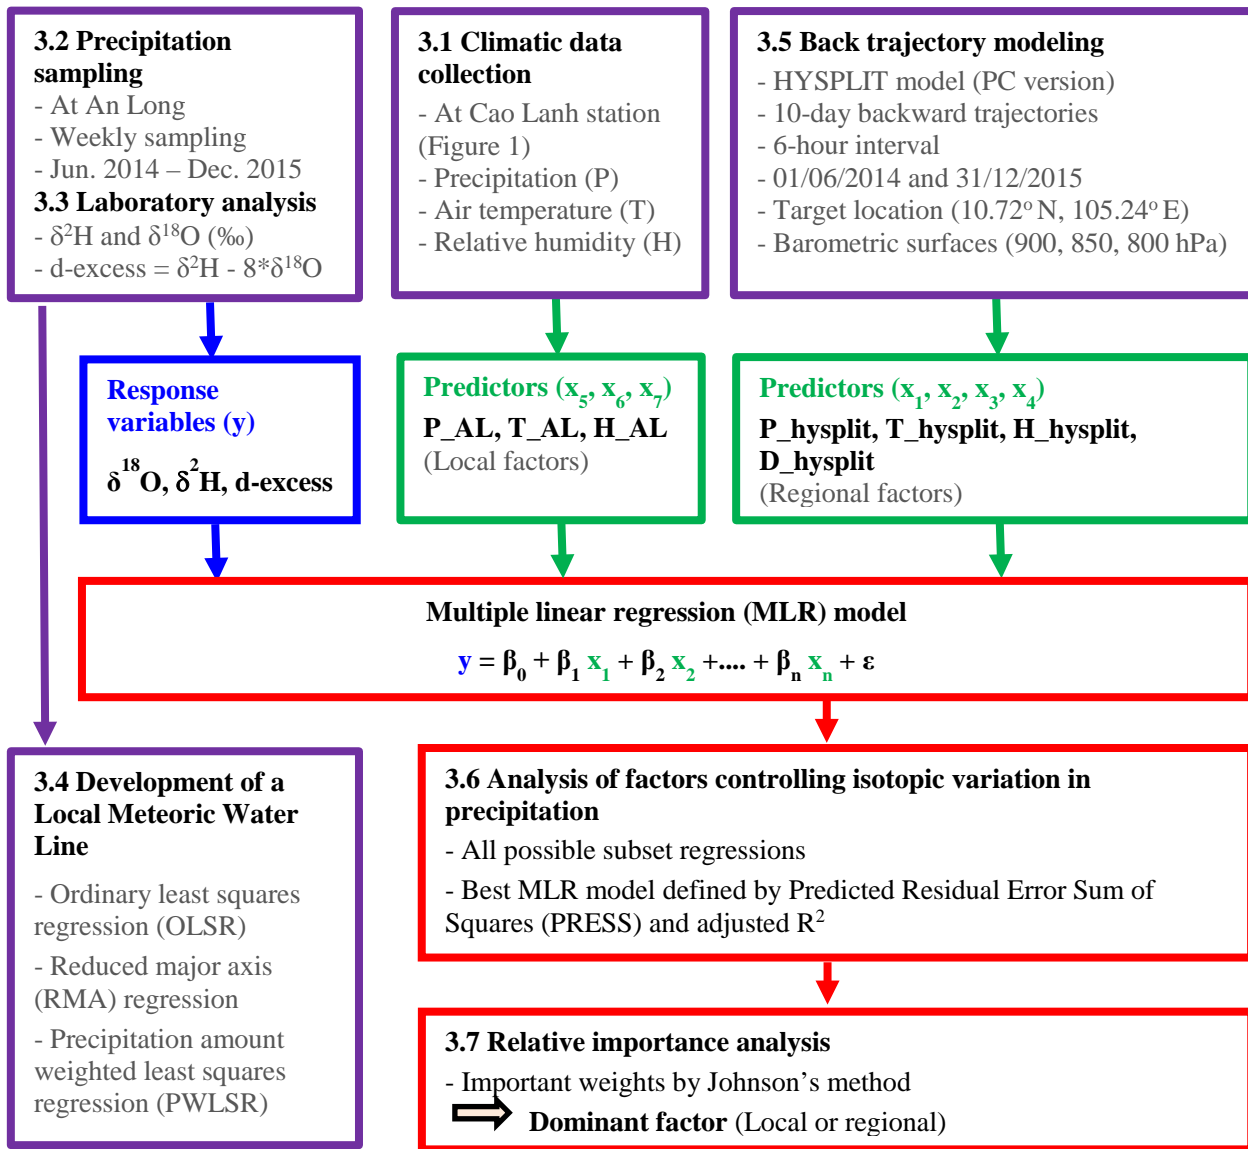 3.2 Precipitation
sampling
- At An Long
- Weekly sampling
- Jun. 2014 – Dec. 2015
3.3 Laboratory analysis
- δ²H and δ¹⁸O (‰)
- d-excess = δ²H - 8*δ¹⁸O
3.1 Climatic data
collection
- At Cao Lanh station
(Figure 1)
- Precipitation (P)
- Air temperature (T)
- Relative humidity (H)
3.5 Back trajectory modeling
- HYSPLIT model (PC version)
- 10-day backward trajectories
- 6-hour interval
- 01/06/2014 and 31/12/2015
- Target location (10.72° N, 105.24° E)
- Barometric surfaces (900, 850, 800 hPa)
Response
variables (y)
δ¹⁸O, δ²H, d-excess
Predictors (x₅, x₆, x₇)
P_AL, T_AL, H_AL
(Local factors)
Predictors (x₁, x₂, x₃, x₄)
P_hysplit, T_hysplit, H_hysplit,
D_hysplit
(Regional factors)
Multiple linear regression (MLR) model
y = β₀ + β₁ x₁ + β₂ x₂ +.... + βₙ xₙ + ε
3.4 Development of a
Local Meteoric Water
Line
- Ordinary least squares
regression (OLSR)
- Reduced major axis
(RMA) regression
- Precipitation amount
weighted least squares
regression (PWLSR)
3.6 Analysis of factors controlling isotopic variation in
precipitation
- All possible subset regressions
- Best MLR model defined by Predicted Residual Error Sum of
Squares (PRESS) and adjusted R²
3.7 Relative importance analysis
- Important weights by Johnson’s method
Dominant factor (Local or regional)